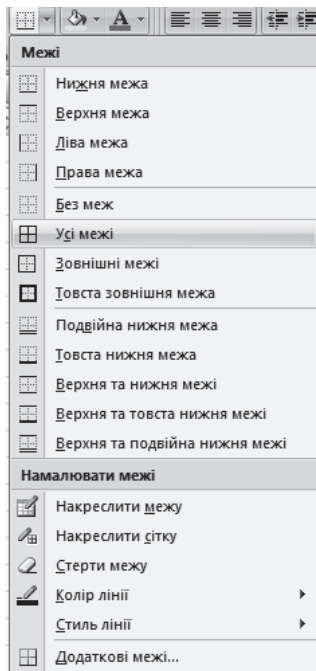 A
Межі
Нижня межа
Верхня межа
Ліва межа
Права межа
Без меж
Усі межі
Зовнішні межі
Товста зовнішня межа
Подвійна нижня межа
Товста нижня межа
Верхня та нижня межі
Верхня та товста нижня межі
Верхня та подвійна нижня межі
Намалювати межі
Накреслити межу
Накреслити сітку
Стерти межу
Колір лінії
Стиль лінії
Додаткові межі...